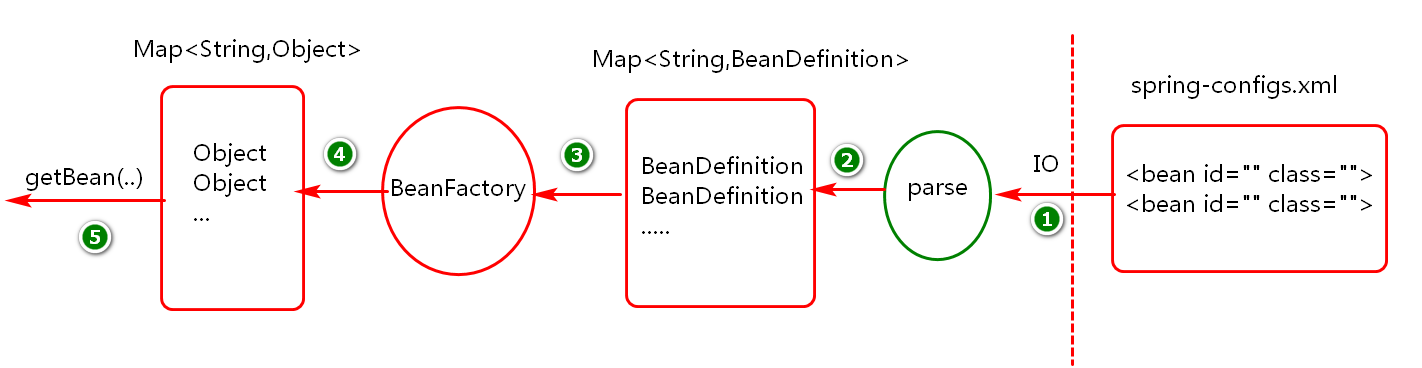 Map<String,Object>
Map<String,BeanDefinition>
spring-configs.xml
Object
Object
...
getBean(..)
5
4
BeanFactory
3
BeanDefinition
BeanDefinition
.....
2
parse
IO
1
<bean id="" class="">
<bean id="" class="">